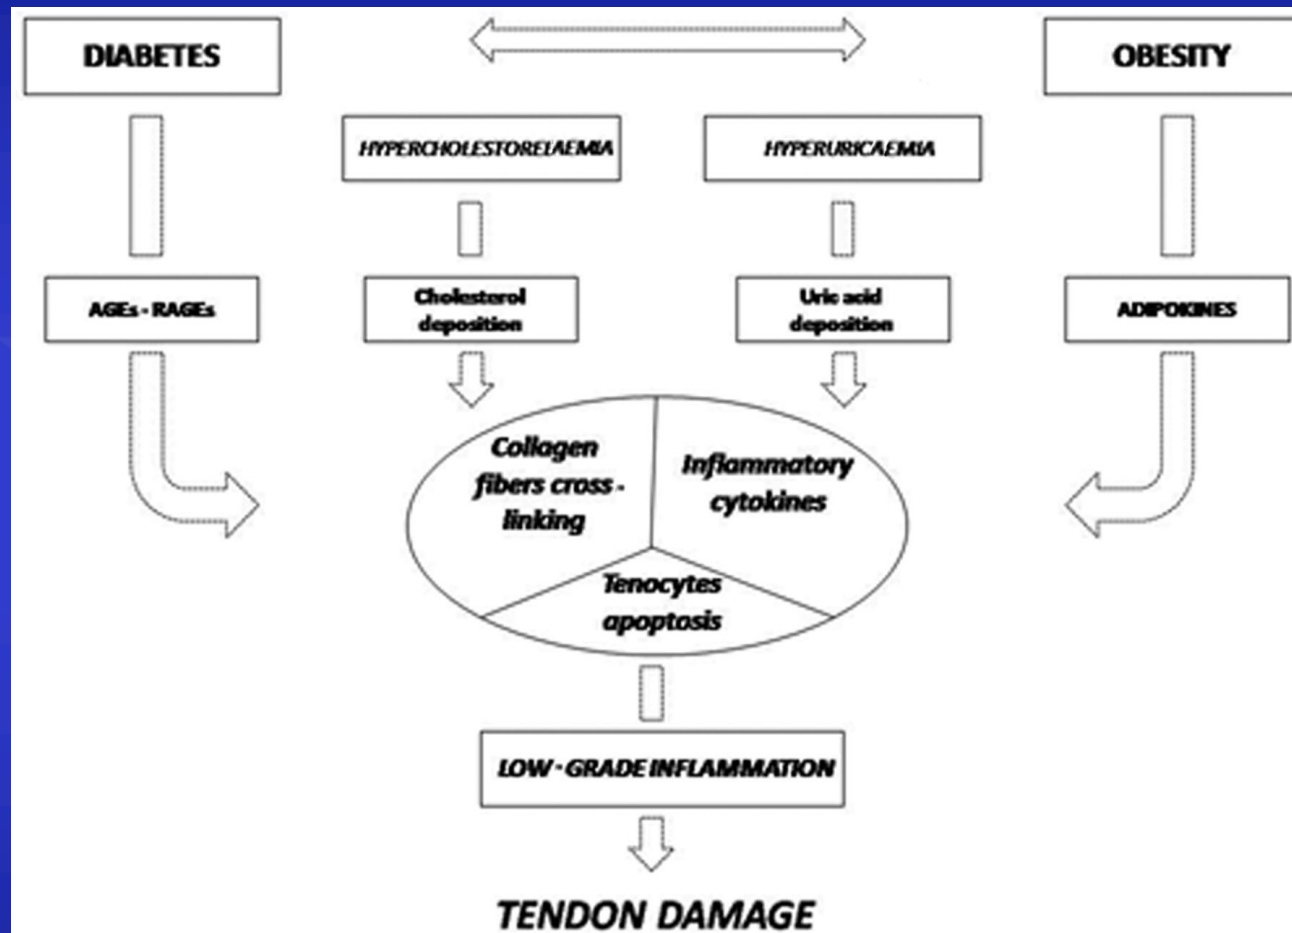 DIABETES
OBESITY
HYPERCHOLESTORELAEMIA
HYPERURICAEMIA
AGEs - RAGEs
Cholesterol
deposition
Uric acid
deposition
ADIPOKINES
Collagen
fibers cross -
linking
Inflammatory
cytokines
Tenocytes
apoptosis
LOW - GRADE INFLAMMATION
TENDON DAMAGE